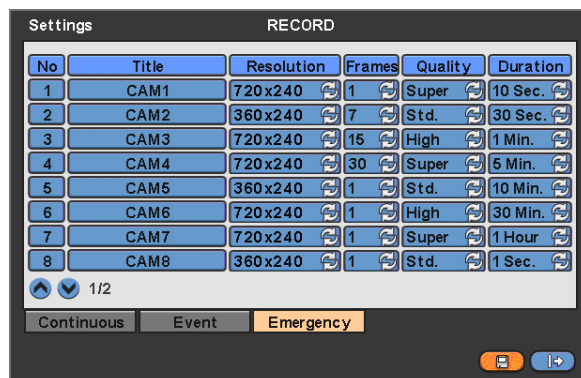 Settings RECORD
No Title Resolution Frames Quality Duration
1 CAM1 720x240 1 Super 10 Sec.
2 CAM2 360x240 7 Std. 30 Sec.
3 CAM3 720x240 15 High 1 Min.
4 CAM4 720x240 30 Super 5 Min.
5 CAM5 360x240 1 Std. 10 Min.
6 CAM6 720x240 1 High 30 Min.
7 CAM7 720x240 1 Super 1 Hour
8 CAM8 360x240 1 Std. 1 Sec.
1/2
Continuous Event Emergency